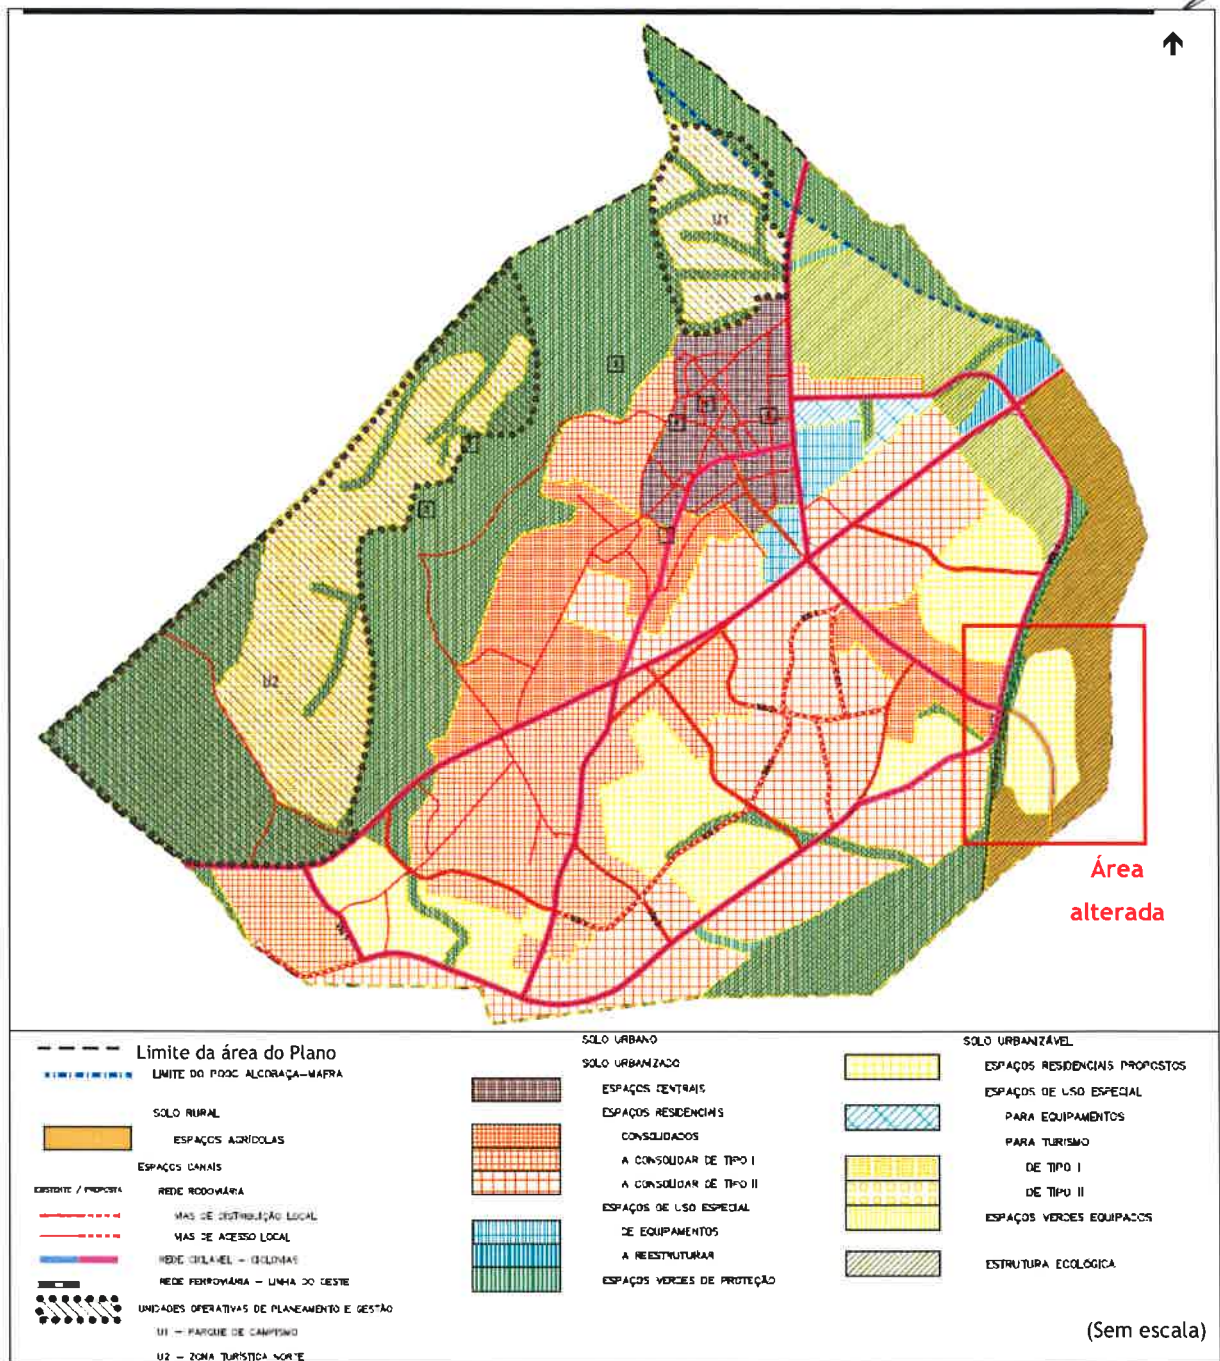 U1
U2
Área
alterada
Limite da área do Plano
LIMITE DO POOC ALCOBAÇA-MAFRA
SOLO RURAL
ESPAÇOS AGRÍCOLAS
ESPAÇOS CANAIS
EXISTENTE / PROPOSTA
REDE RODOVIÁRIA
VIAS DE DISTRIBUIÇÃO LOCAL
VIAS DE ACESSO LOCAL
REDE CICLAVEL - CICLOVIAS
REDE FERROVIÁRIA - LINHA DO OESTE
UNIDADES OPERATIVAS DE PLANEAMENTO E GESTÃO
U1 - PARQUE DE CAMPISMO
U2 - ZONA TURÍSTICA NORTE
SOLO URBANO
SOLO URBANIZADO
ESPAÇOS CENTRAIS
ESPAÇOS RESIDENCIAIS
CONSOLIDADOS
A CONSOLIDAR DE TIPO I
A CONSOLIDAR DE TIPO II
ESPAÇOS DE USO ESPECIAL
DE EQUIPAMENTOS
A REESTRUTURAR
ESPAÇOS VERDES DE PROTEÇÃO
SOLO URBANIZÁVEL
ESPAÇOS RESIDENCIAIS PROPOSTOS
ESPAÇOS DE USO ESPECIAL
PARA EQUIPAMENTOS
PARA TURISMO
DE TIPO I
DE TIPO II
ESPAÇOS VERDES EQUIPADOS
ESTRUTURA ECOLÓGICA
(Sem escala)